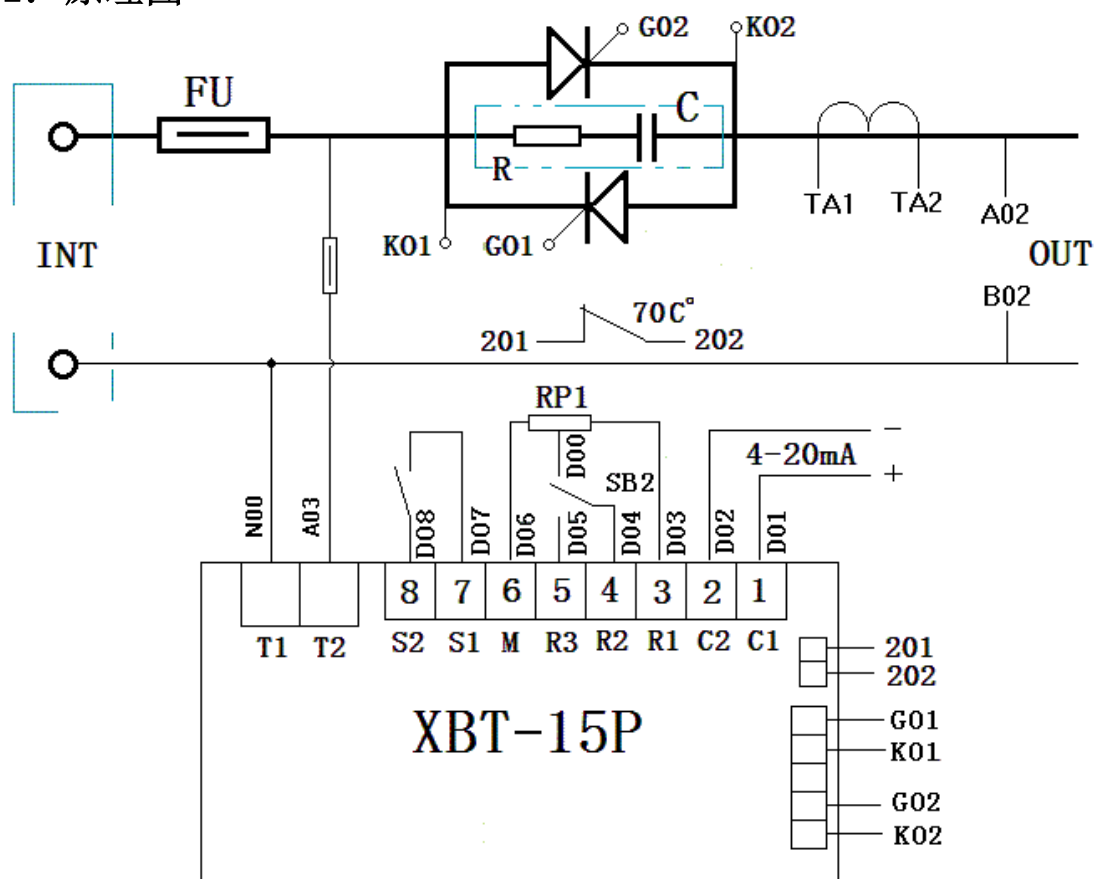 G02 K02
FU
C
R
TA1 TA2
A02
K01 G01
INT OUT
B02
70C°
201 202
RP1
4-20mA
−
+
D00
SB2
N00 A03 D08 D07 D06 D05 D04 D03 D02 D01
8 7 6 5 4 3 2 1
T1 T2 S2 S1 M R3 R2 R1 C2 C1
201
202
XBT-15P
G01
K01
G02
K02